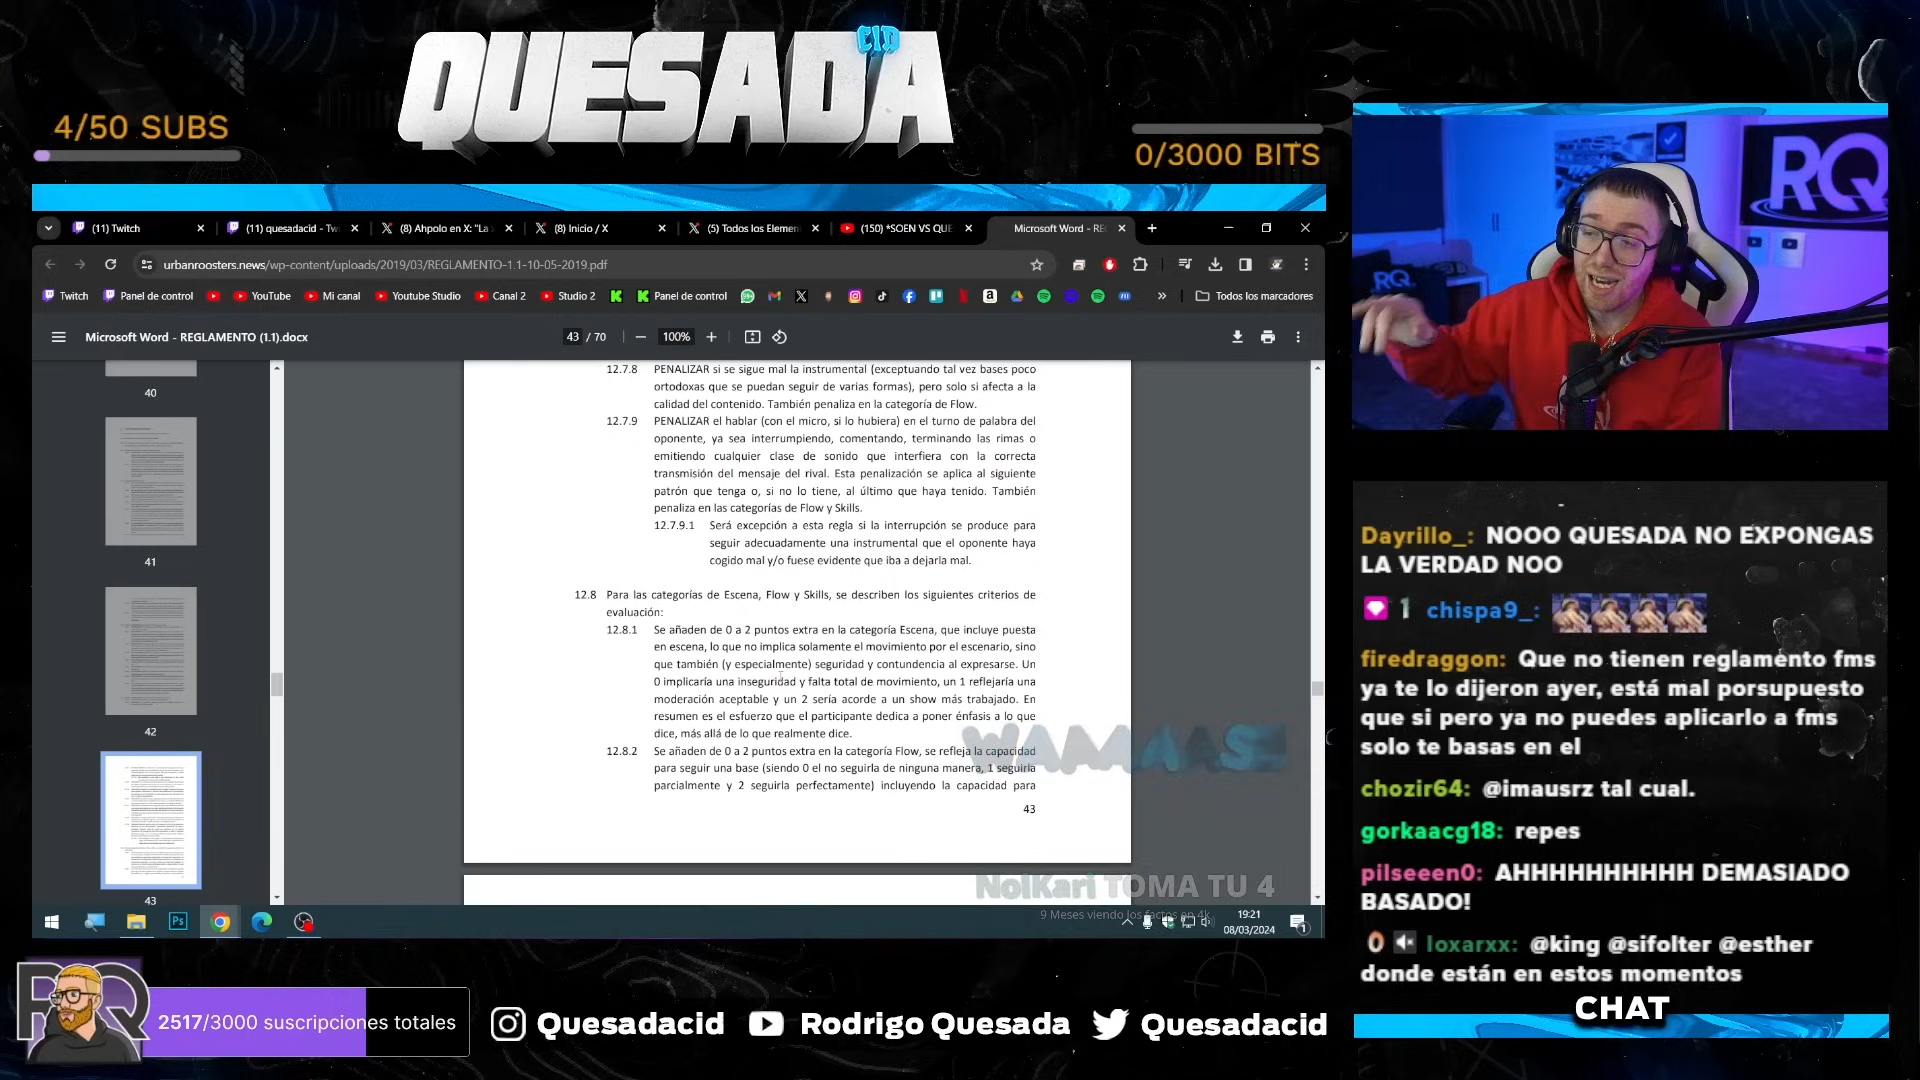 QUESADA
CID
4/50 SUBS
0/3000 BITS
(11) Twitch
(11) quesadacid - Twi
(8) Ahpolo en X: "La
(8) Inicio / X
(5) Todos los Elemen
(150) *SOEN VS QUE
Microsoft Word - RE
urbanroosters.news/wp-content/uploads/2019/03/REGLAMENTO-1.1-10-05-2019.pdf
Twitch
Panel de control
YouTube
Mi canal
Youtube Studio
Canal 2
Studio 2
Panel de control
Todos los marcadores
Microsoft Word - REGLAMENTO (1.1).docx
43 / 70
100%
40
41
42
43
12.7.8 PENALIZAR si se sigue mal la instrumental (exceptuando tal vez bases poco
ortodoxas que se puedan seguir de varias formas), pero solo si afecta a la
calidad del contenido. También penaliza en la categoría de Flow.
12.7.9 PENALIZAR el hablar (con el micro, si lo hubiera) en el turno de palabra del
oponente, ya sea interrumpiendo, comentando, terminando las rimas o
emitiendo cualquier clase de sonido que interfiera con la correcta
transmisión del mensaje del rival. Esta penalización se aplica al siguiente
patrón que tenga o, si no lo tiene, al último que haya tenido. También
penaliza en las categorías de Flow y Skills.
12.7.9.1 Será excepción a esta regla si la interrupción se produce para
seguir adecuadamente una instrumental que el oponente haya
cogido mal y/o fuese evidente que iba a dejarla mal.
12.8 Para las categorías de Escena, Flow y Skills, se describen los siguientes criterios de
evaluación:
12.8.1 Se añaden de 0 a 2 puntos extra en la categoría Escena, que incluye puesta
en escena, lo que no implica solamente el movimiento por el escenario, sino
que también (y especialmente) seguridad y contundencia al expresarse. Un
0 implicaría una inseguridad y falta total de movimiento, un 1 reflejaría una
moderación aceptable y un 2 sería acorde a un show más trabajado. En
resumen es el esfuerzo que el participante dedica a poner énfasis a lo que
dice, más allá de lo que realmente dice.
12.8.2 Se añaden de 0 a 2 puntos extra en la categoría Flow, se refleja la capacidad
para seguir una base (siendo 0 el no seguirla de ninguna manera, 1 seguirla
parcialmente y 2 seguirla perfectamente) incluyendo la capacidad para
43
NolKari TOMA TU 4
9 Meses viendo los factos en 4k
19:21
08/03/2024
RQ
RQ
Dayrillo_: NOOO QUESADA NO EXPONGAS
LA VERDAD NOO
1 chispa9_:
firedraggon: Que no tienen reglamento fms
ya te lo dijeron ayer, está mal porsupuesto
que si pero ya no puedes aplicarlo a fms
solo te basas en el
chozir64: @imausrz tal cual.
gorkaacg18: repes
pilseeen0: AHHHHHHHHHH DEMASIADO
BASADO!
loxarxx: @king @sifolter @esther
donde están en estos momentos
CHAT
RQ
2517/3000 suscripciones totales
Quesadacid
Rodrigo Quesada
Quesadacid